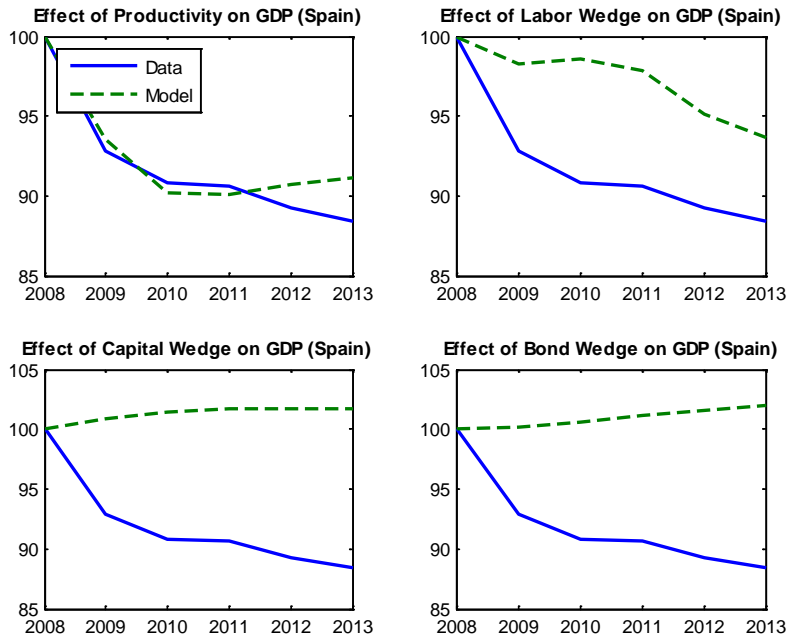 Effect of Productivity on GDP (Spain)
100
95
90
85
2008 2009 2010 2011 2012 2013
Data
Model
Effect of Labor Wedge on GDP (Spain)
100
95
90
85
2008 2009 2010 2011 2012 2013
Effect of Capital Wedge on GDP (Spain)
105
100
95
90
85
2008 2009 2010 2011 2012 2013
Effect of Bond Wedge on GDP (Spain)
105
100
95
90
85
2008 2009 2010 2011 2012 2013